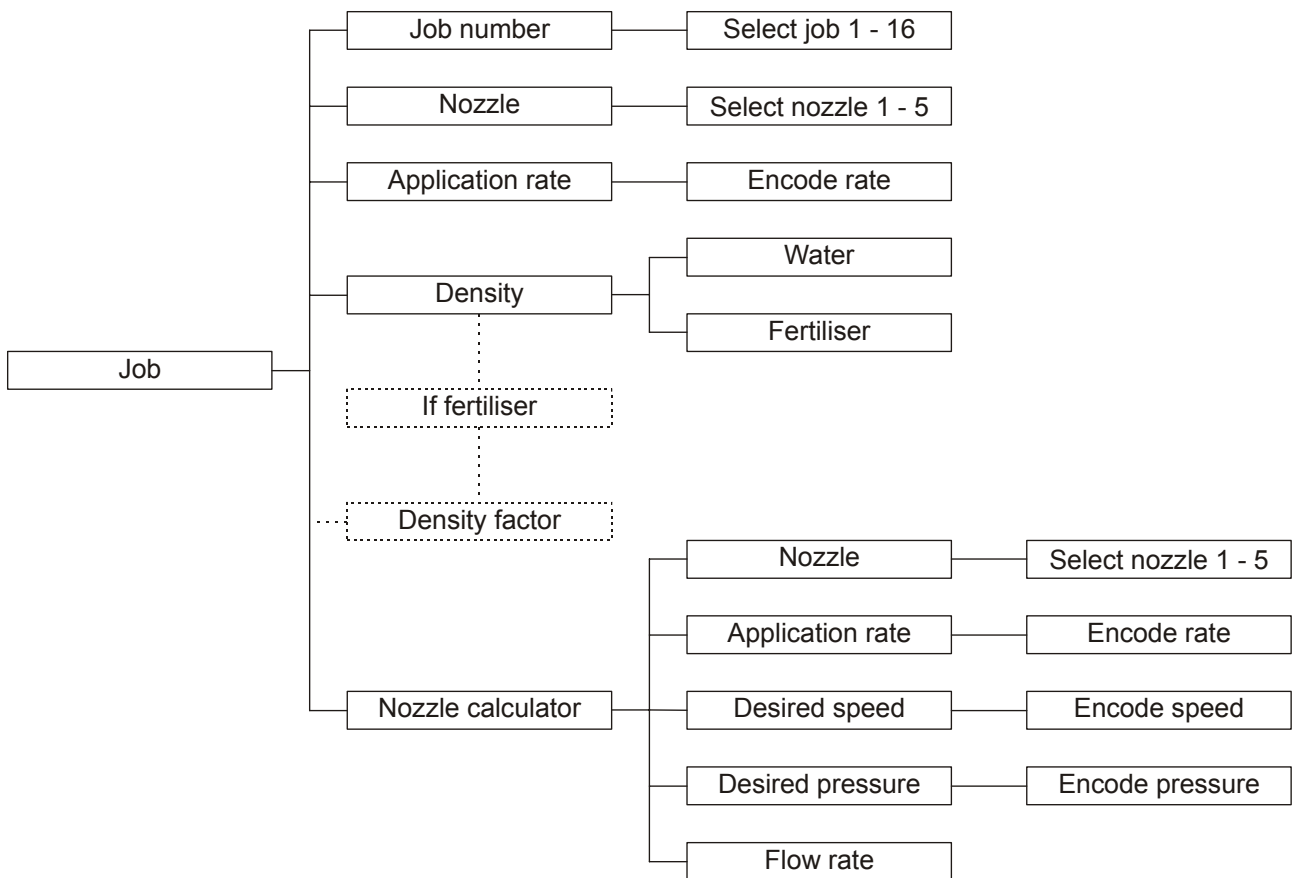 Job number
Select job 1 - 16
Nozzle
Select nozzle 1 - 5
Application rate
Encode rate
Water
Density
Fertiliser
Job
If fertiliser
Density factor
Nozzle
Select nozzle 1 - 5
Application rate
Encode rate
Nozzle calculator
Desired speed
Encode speed
Desired pressure
Encode pressure
Flow rate